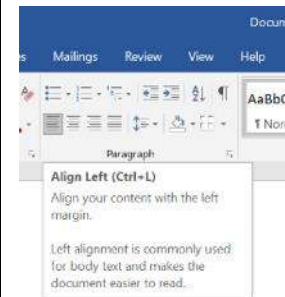 Docum
s Mailings Review View Help
AaBbC
¶ Nor
Paragraph
Align Left (Ctrl+L)
Align your content with the left
margin.
Left alignment is commonly used
for body text and makes the
document easier to read.